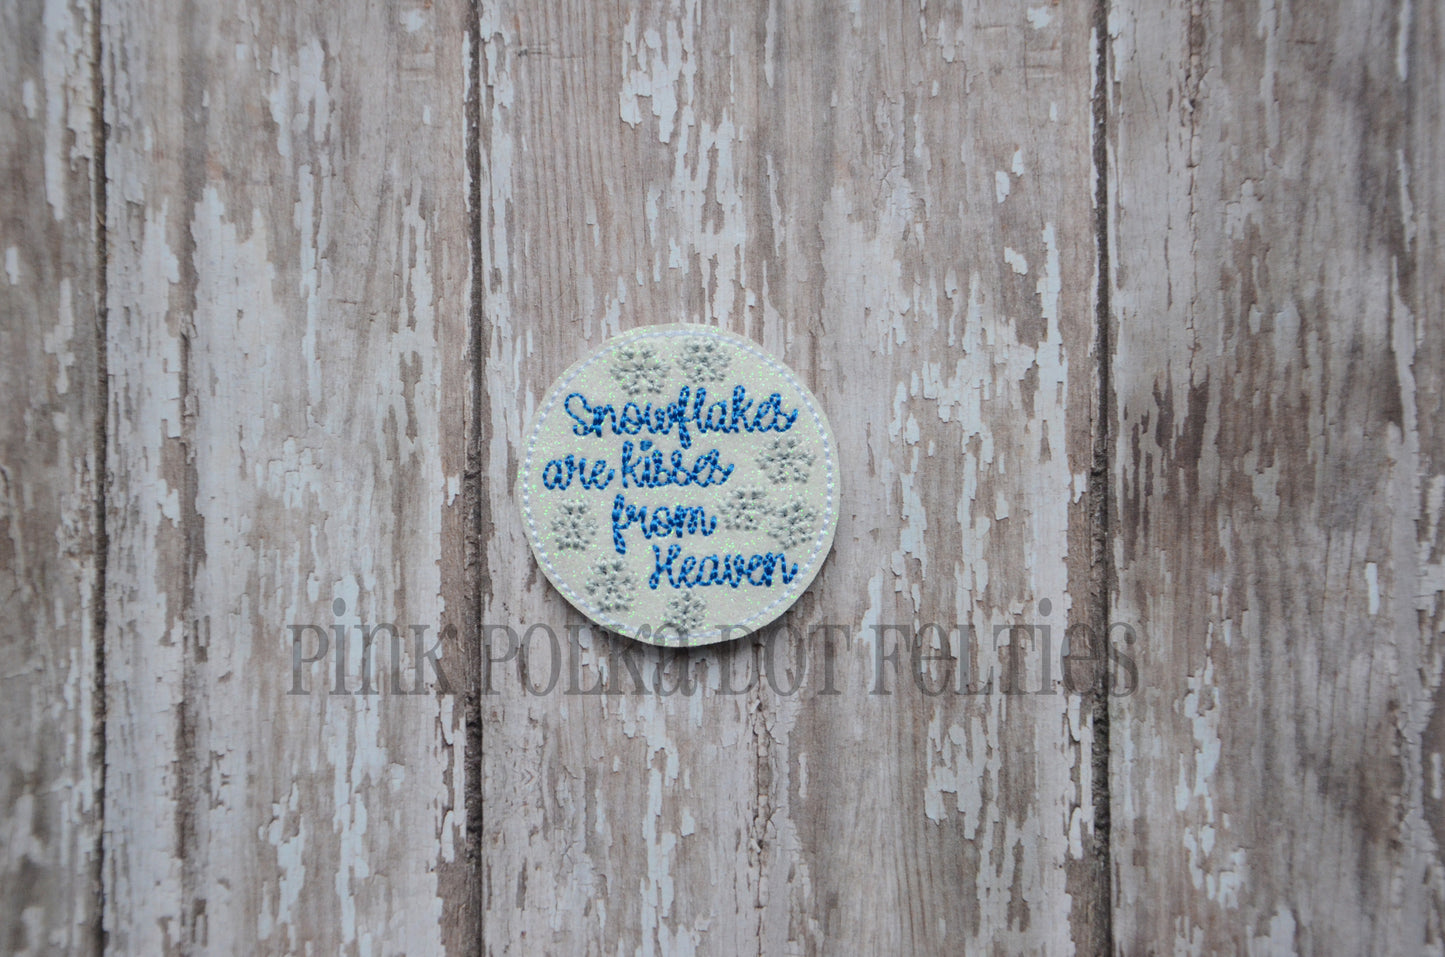 Snowflakes
are kisses
from
Heaven
PINK POLKA DOT FELTIES